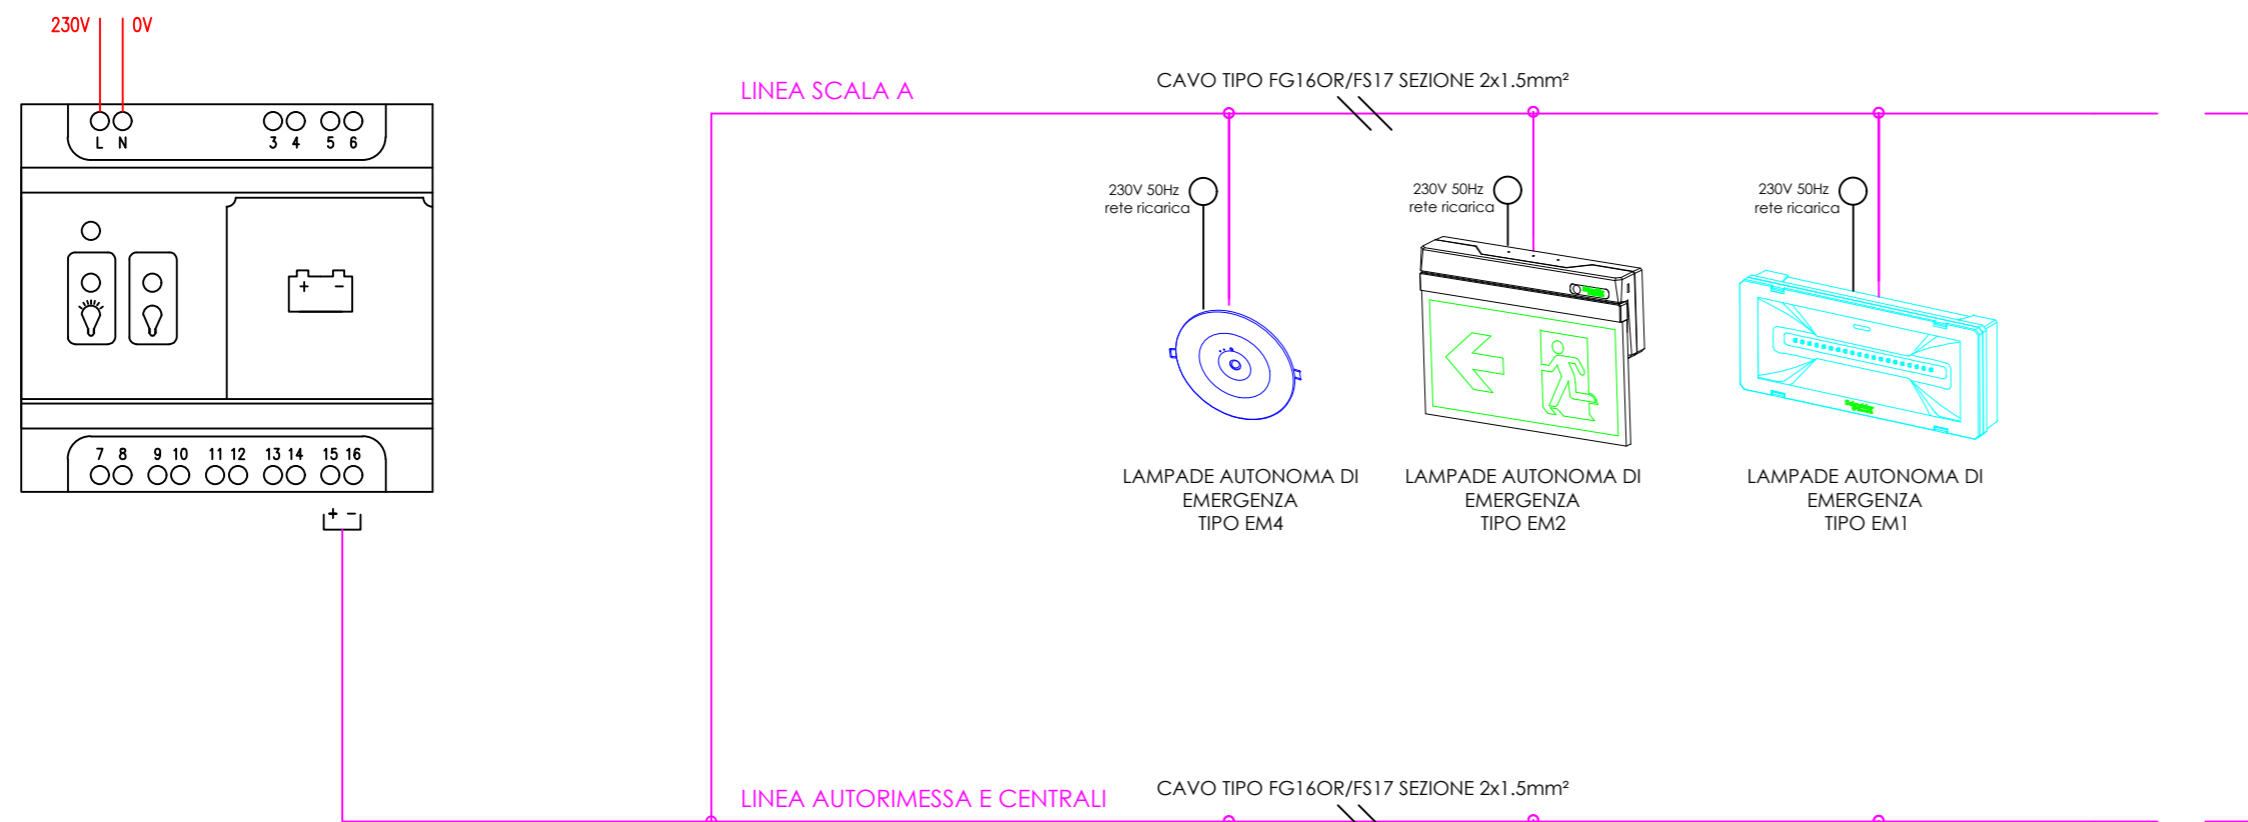 230V 0V
L N 3 4 5 6
+ -
7 8 9 10 11 12 13 14 15 16
+ -
LINEA SCALA A
CAVO TIPO FG16OR/FS17 SEZIONE 2x1.5mm²
230V 50Hz
rete ricarica
230V 50Hz
rete ricarica
230V 50Hz
rete ricarica
LAMPADE AUTONOMA DI
EMERGENZA
TIPO EM4
LAMPADE AUTONOMA DI
EMERGENZA
TIPO EM2
LAMPADE AUTONOMA DI
EMERGENZA
TIPO EM1
LINEA AUTORIMESSA E CENTRALI
CAVO TIPO FG16OR/FS17 SEZIONE 2x1.5mm²